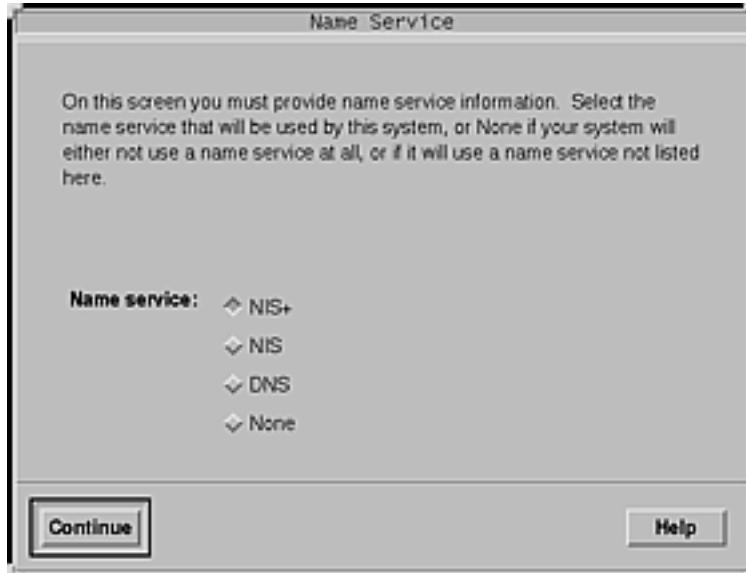 Name Service
On this screen you must provide name service information. Select the
name service that will be used by this system, or None if your system will
either not use a name service at all, or if it will use a name service not listed
here.
Name service:
NIS+
NIS
DNS
None
Continue
Help